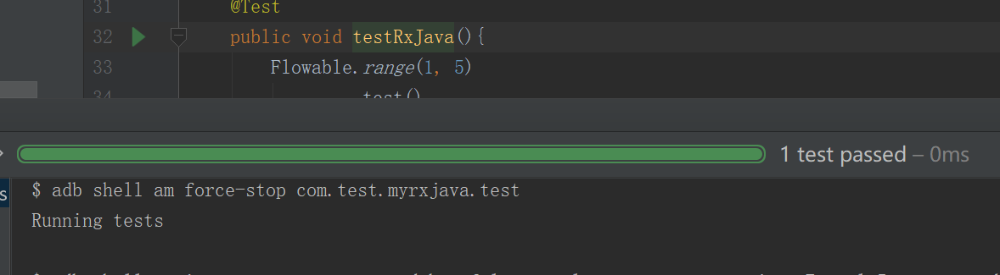 31 @Test
32 public void testRxJava(){
33 Flowable.range(1, 5)
34 .test()
1 test passed – 0ms
$ adb shell am force-stop com.test.myrxjava.test
s
Running tests